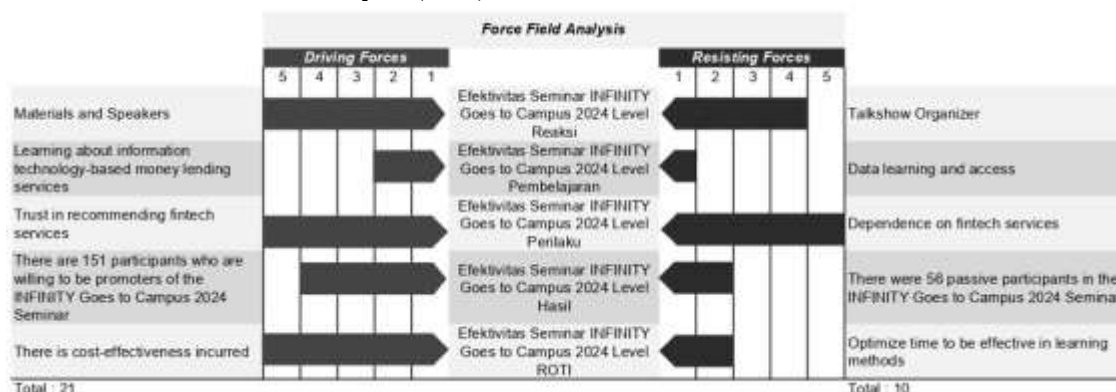 Force Field Analysis
Driving Forces
Resisting Forces
5 4 3 2 1
1 2 3 4 5
Materials and Speakers
Efektivitas Seminar INFINITY
Goes to Campus 2024 Level
Reaksi
Talkshow Organizer
Learning about information
technology-based money lending
services
Efektivitas Seminar INFINITY
Goes to Campus 2024 Level
Pembelajaran
Data learning and access
Trust in recommending fintech
services
Efektivitas Seminar INFINITY
Goes to Campus 2024 Level
Perilaku
Dependence on fintech services
There are 151 participants who are
willing to be promoters of the
INFINITY Goes to Campus 2024
Seminar
Efektivitas Seminar INFINITY
Goes to Campus 2024 Level
Hasil
There were 56 passive participants in the
INFINITY Goes to Campus 2024 Semina
There is cost-effectiveness incurred
Efektivitas Seminar INFINITY
Goes to Campus 2024 Level
ROTI
Optimize time to be effective in learning
methods
Total : 21
Total : 10